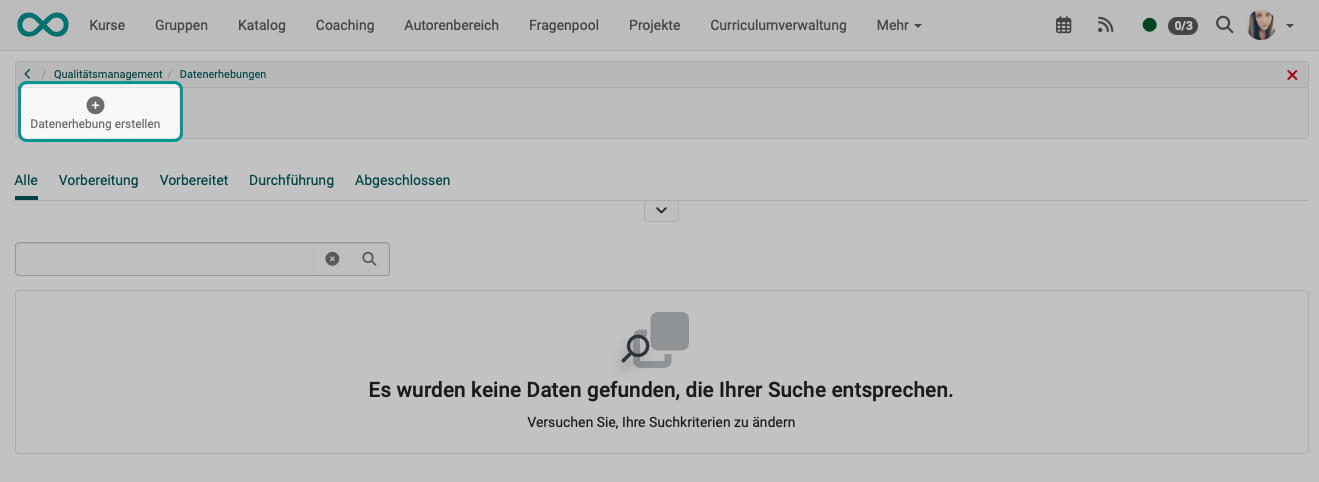 Kurse Gruppen Katalog Coaching Autorenbereich Fragenpool Projekte Curriculumverwaltung Mehr 0/3
/ Qualitätsmanagement / Datenerhebungen
Datenerhebung erstellen
Alle Vorbereitung Vorbereitet Durchführung Abgeschlossen
Es wurden keine Daten gefunden, die Ihrer Suche entsprechen.
Versuchen Sie, Ihre Suchkriterien zu ändern